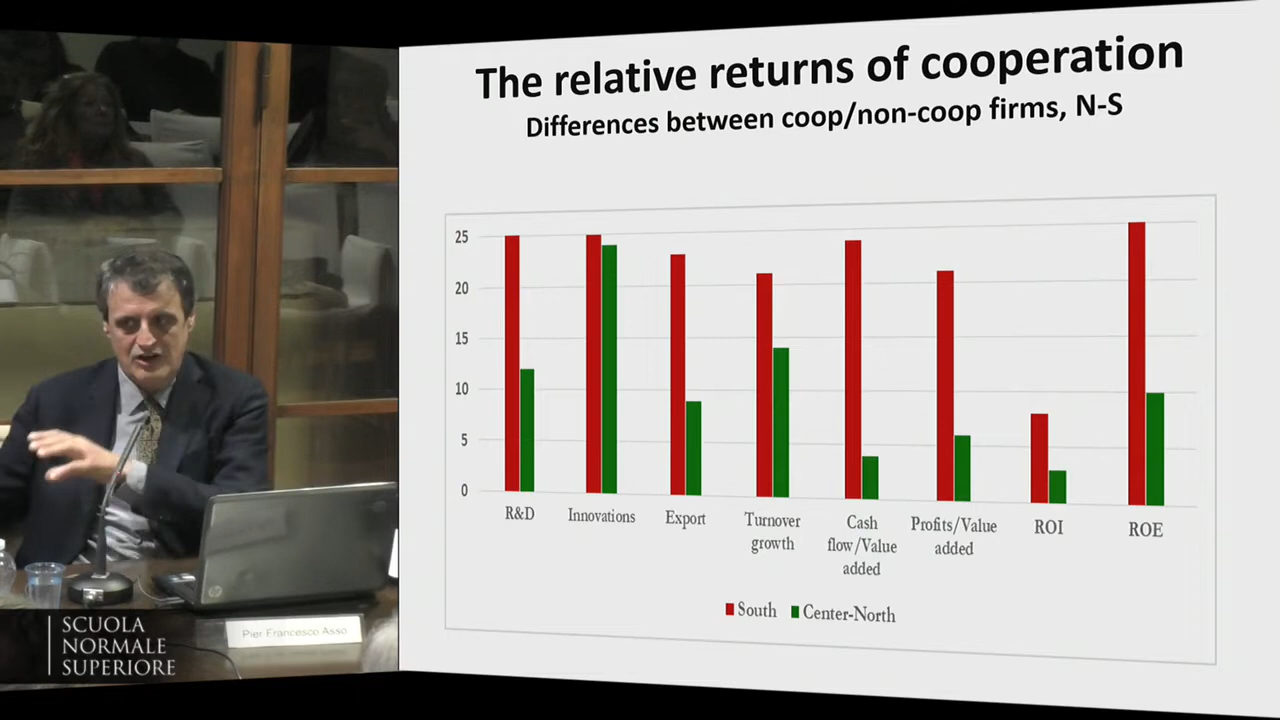 The relative returns of cooperation
Differences between coop/non-coop firms, N-S
25
20
15
10
5
0
R&D
Innovations
Export
Turnover
growth
Cash
flow/Value
added
Profits/Value
added
ROI
ROE
South
Center-North
Pier Francesco Asso
SCUOLA
NORMALE
SUPERIORE